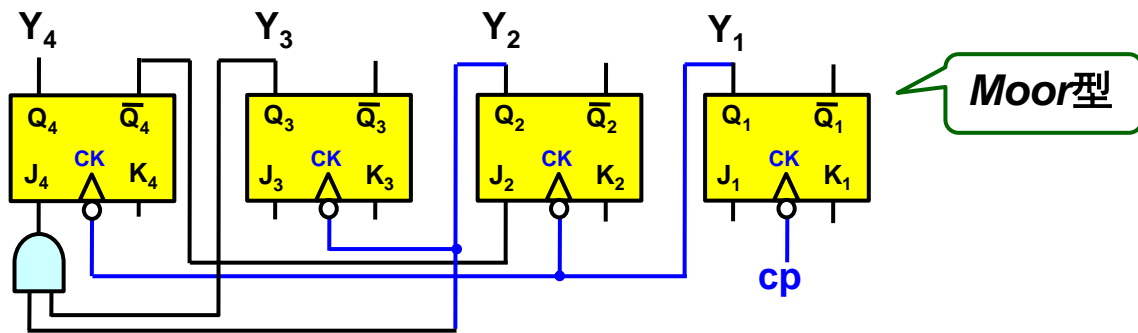 Y₄ Y₃ Y₂ Y₁
Moor型
Q₄ Q̅₄ Q₃ Q̅₃ Q₂ Q̅₂ Q₁ Q̅₁
CK CK CK CK
J₄ K₄ J₃ K₃ J₂ K₂ J₁ K₁
cp